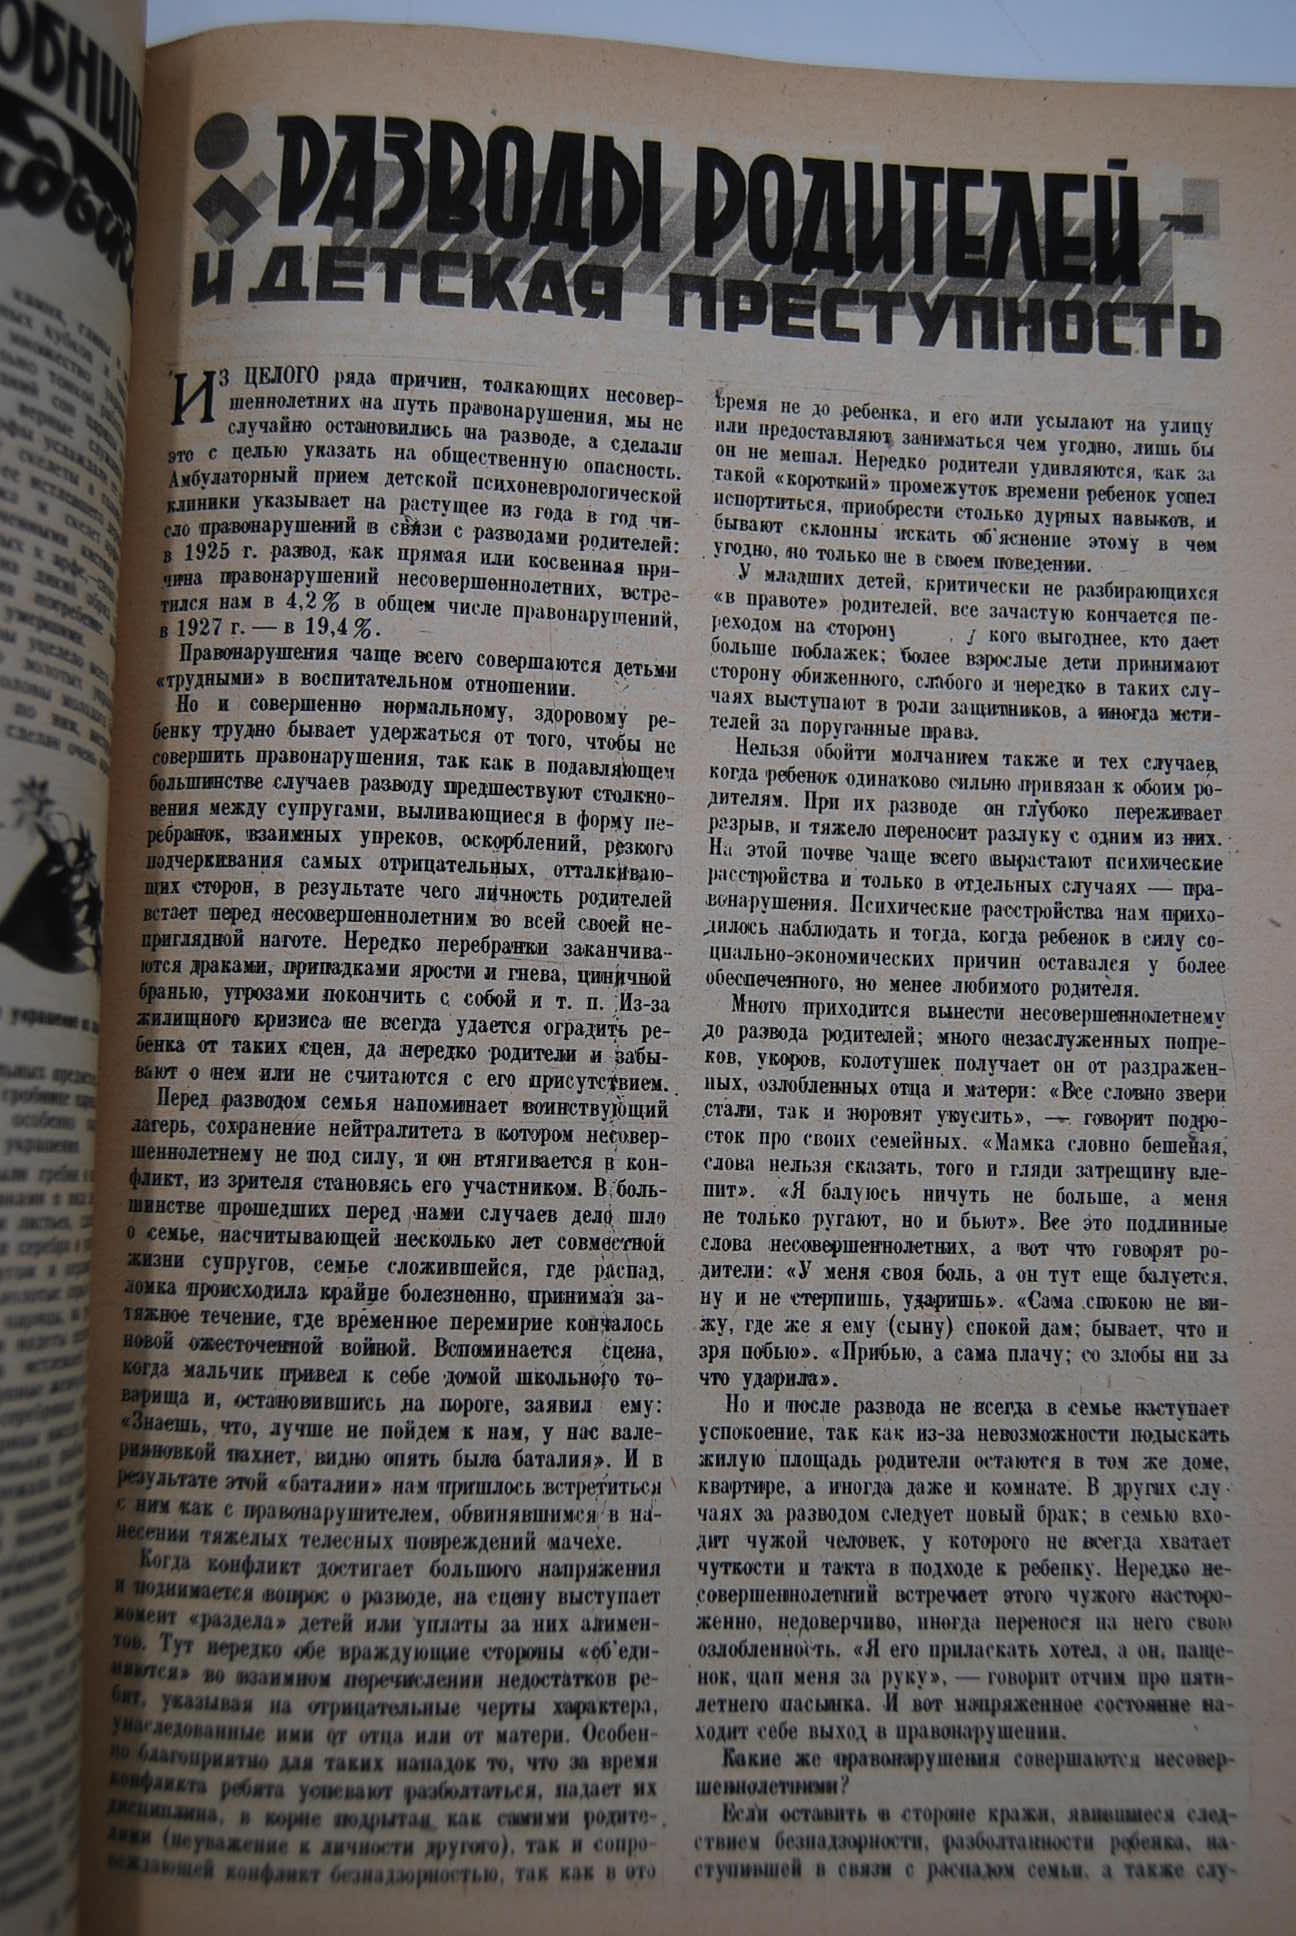 РАЗВОДЫ РОДИТЕЛЕЙ -
И ДЕТСКАЯ ПРЕСТУПНОСТЬ
ИЗ ЦЕЛОГО ряда причин, толкающих несовер-
шеннолетних на путь правонарушения, мы не
случайно остановились на разводе, а сделали
это с целью указать на общественную опасность.
Амбулаторный прием детской психоневрологической
клиники указывает на растущее из года в год чи-
сло правонарушений в связи с разводами родителей:
в 1925 г. развод, как прямая или косвенная при-
чина правонарушений несовершеннолетних, встре-
тился нам в 4,2% в общем числе правонарушений,
в 1927 г. — в 19,4%.
Правонарушения чаще всего совершаются детьми
«трудными» в воспитательном отношении.
Но и совершенно нормальному, здоровому ре-
бенку трудно бывает удержаться от того, чтобы не
совершить правонарушения, так как в подавляющем
большинстве случаев разводу предшествуют столкно-
вения между супругами, выливающиеся в форму пе-
ребранок, взаимных упреков, оскорблений, резкого
подчеркивания самых отрицательных, отталкиваю-
щих сторон, в результате чего личность родителей
встает перед несовершеннолетним во всей своей не-
приглядной наготе. Нередко перебранки заканчива-
ются драками, припадками ярости и гнева, циничной
бранью, угрозами покончить с собой и т. п. Из-за
жилищного кризиса не всегда удается оградить ре-
бенка от таких сцен, да нередко родители и забы-
вают о нем или не считаются с его присутствием.
Перед разводом семья напоминает воинствующий
лагерь, сохранение нейтралитета в котором несовер-
шеннолетнему не под силу, и он втягивается в кон-
фликт, из зрителя становясь его участником. В боль-
шинстве прошедших перед нами случаев дело шло
о семье, насчитывающей несколько лет совместной
жизни супругов, семье сложившейся, где распад,
ломка происходила крайне болезненно, принимая за-
тяжное течение, где временное перемирие кончалось
новой ожесточенной войной. Вспоминается сцена,
когда мальчик привел к себе домой школьного то-
варища и, остановившись на пороге, заявил ему:
«Знаешь, что, лучше не пойдем к нам, у нас вале-
рияновкой пахнет, видно опять была баталия». И в
результате этой «баталии» нам пришлось встретиться
с ним как с правонарушителем, обвинявшимся в на-
несении тяжелых телесных повреждений мачехе.
Когда конфликт достигает большого напряжения
и поднимается вопрос о разводе, на сцену выступает
момент «раздела» детей или уплаты за них алимен-
тов. Тут нередко обе враждующие стороны «об'еди-
няются» во взаимном перечислении недостатков ре-
бят, указывая на отрицательные черты характера,
унаследованные ими от отца или от матери. Особен-
но благоприятно для таких нападок то, что за время
конфликта ребята успевают разболтаться, падает их
дисциплина, в корне подрытая как самими родите-
лями (неуважение к личности другого), так и сопро-
вождающей конфликт безнадзорностью, так как в это
время не до ребенка, и его или усылают на улицу
или предоставляют заниматься чем угодно, лишь бы
он не мешал. Нередко родители удивляются, как за
такой «короткий» промежуток времени ребенок успел
испортиться, приобрести столько дурных навыков, и
бывают склонны искать об'яснение этому в чем
угодно, но только не в своем поведении.
У младших детей, критически не разбирающихся
«в правоте» родителей, все зачастую кончается пе-
реходом на сторону кого выгоднее, кто дает
больше поблажек; более взрослые дети принимают
сторону обиженного, слабого и нередко в таких слу-
чаях выступают в роли защитников, а иногда мсти-
телей за поруганные права.
Нельзя обойти молчанием также и тех случаев,
когда ребенок одинаково сильно привязан к обоим ро-
дителям. При их разводе он глубоко переживает
разрыв, и тяжело переносит разлуку с одним из них.
На этой почве чаще всего вырастают психические
расстройства и только в отдельных случаях — пра-
вонарушения. Психические расстройства нам прихо-
дилось наблюдать и тогда, когда ребенок в силу со-
циально-экономических причин оставался у более
обеспеченного, но менее любимого родителя.
Много приходится вынести несовершеннолетнему
до развода родителей; много незаслуженных попре-
ков, укоров, колотушек получает он от раздражен-
ных, озлобленных отца и матери: «Все словно звери
стали, так и норовят укусить», — говорит подро-
сток про своих семейных. «Мамка словно бешеная,
слова нельзя сказать, того и гляди затрещину вле-
пит». «Я балуюсь ничуть не больше, а меня
не только ругают, но и бьют». Все это подлинные
слова несовершеннолетних, а вот что говорят ро-
дители: «У меня своя боль, а он тут еще балуется,
ну и не стерпишь, ударишь». «Сама спокою не ви-
жу, где же я ему (сыну) спокой дам; бывает, что и
зря побью». «Прибью, а сама плачу; со злобы ни за
что ударила».
Но и после развода не всегда в семье наступает
успокоение, так как из-за невозможности подыскать
жилую площадь родители остаются в том же доме,
квартире, а иногда даже и комнате. В других слу-
чаях за разводом следует новый брак; в семью вхо-
дит чужой человек, у которого не всегда хватает
чуткости и такта в подходе к ребенку. Нередко не-
совершеннолетний встречает этого чужого насторо-
женно, недоверчиво, иногда перенося на него свою
озлобленность. «Я его приласкать хотел, а он, паще-
нок, цап меня за руку», — говорит отчим про пяти-
летнего пасынка. И вот напряженное состояние на-
ходит себе выход в правонарушении.
Какие же правонарушения совершаются несовер-
шеннолетними?
Если оставить в стороне кражи, явившиеся след-
ствием безнадзорности, разболтанности ребенка, на-
ступившей в связи с распадом семьи, а также слу-